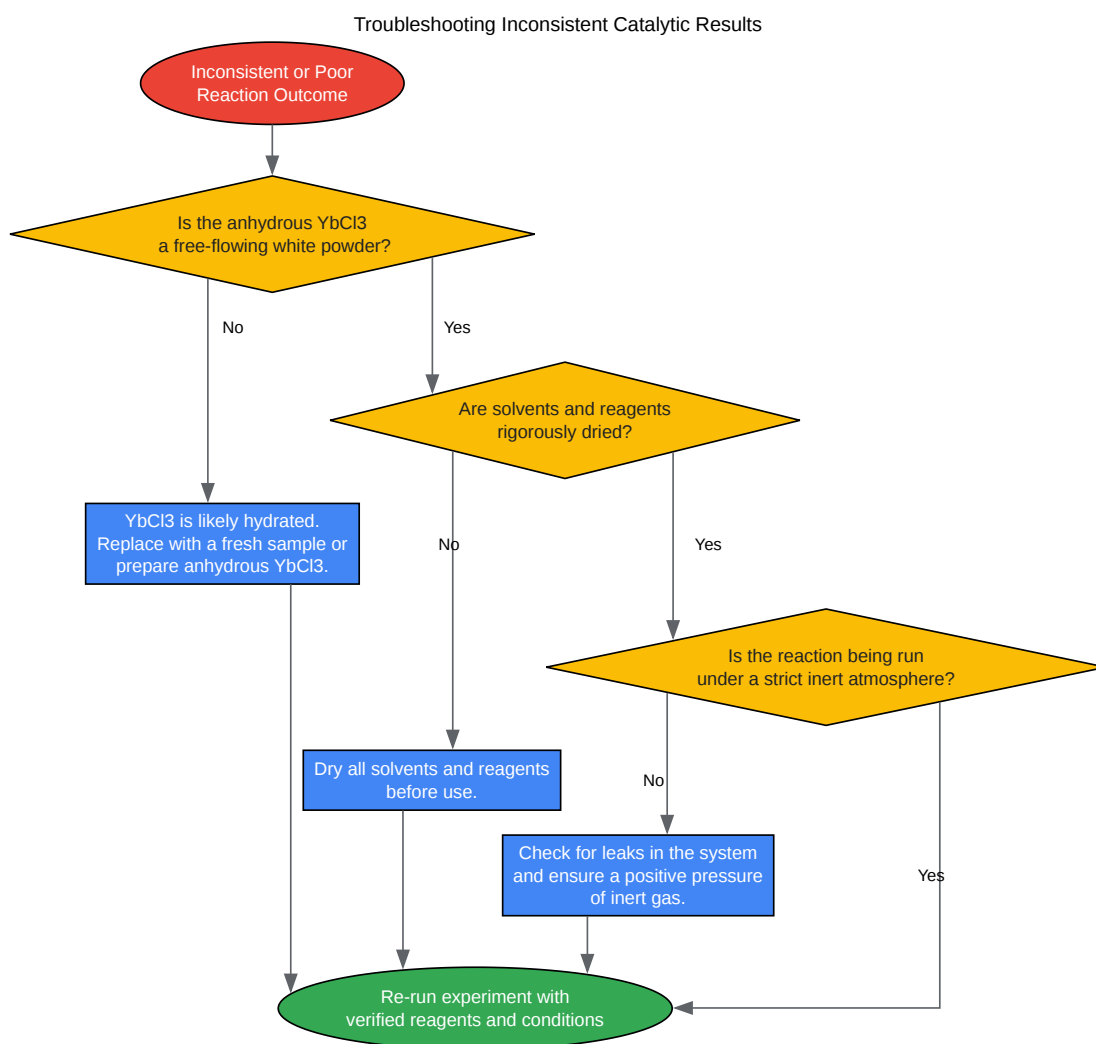 Troubleshooting Inconsistent Catalytic Results
Inconsistent or Poor
Reaction Outcome
Is the anhydrous YbCl3
a free-flowing white powder?
No
Yes
Are solvents and reagents
rigorously dried?
YbCl3 is likely hydrated.
Replace with a fresh sample or
prepare anhydrous YbCl3.
No
Yes
Is the reaction being run
under a strict inert atmosphere?
Dry all solvents and reagents
before use.
No
Check for leaks in the system
and ensure a positive pressure
of inert gas.
Yes
Re-run experiment with
verified reagents and conditions